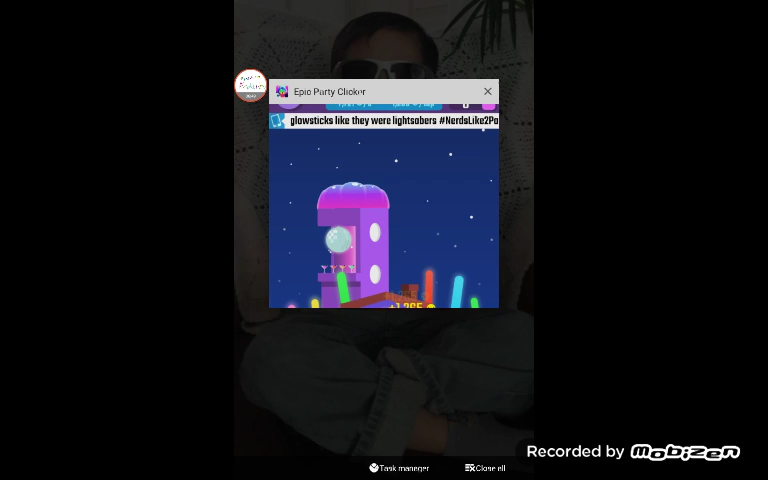 Epic Party Clicker
glowsticks like they were lightsabers #NerdsLike2Pa
Task manager
Close all
Recorded by mobizen